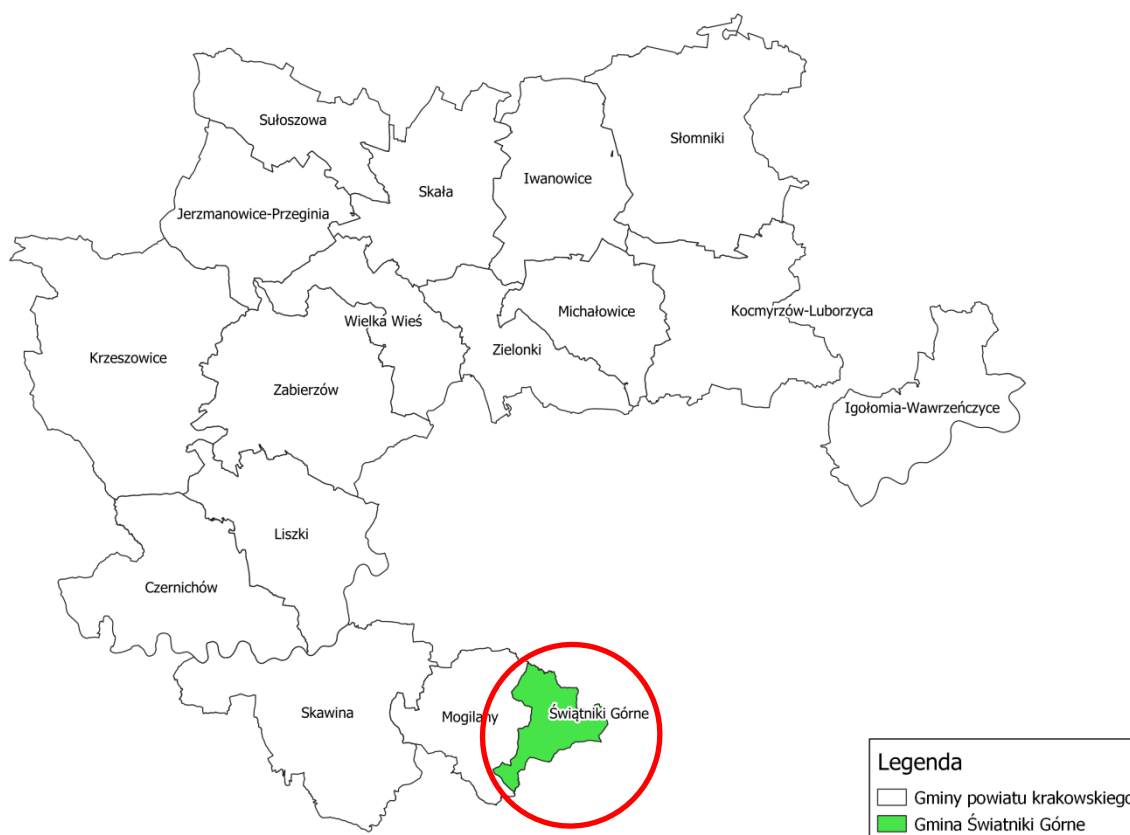 Sułoszowa
Słomniki
Skała
Iwanowice
Jerzmanowice-Przeginia
Wielka Wieś
Michałowice
Kocmyrzów-Luborzyca
Krzeszowice
Zielonki
Zabierzów
Igołomia-Wawrzeńczyce
Liszki
Czernichów
Skawina
Mogilany
Świątniki Górne
Legenda
Gminy powiatu krakowskiego
Gmina Świątniki Górne